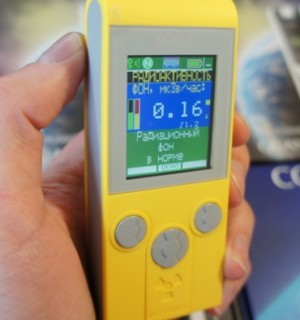 РАДИОАКТИВНОСТЬ
ФОН, мкЗв/час:
0.16
Радиационный
фон
в норме